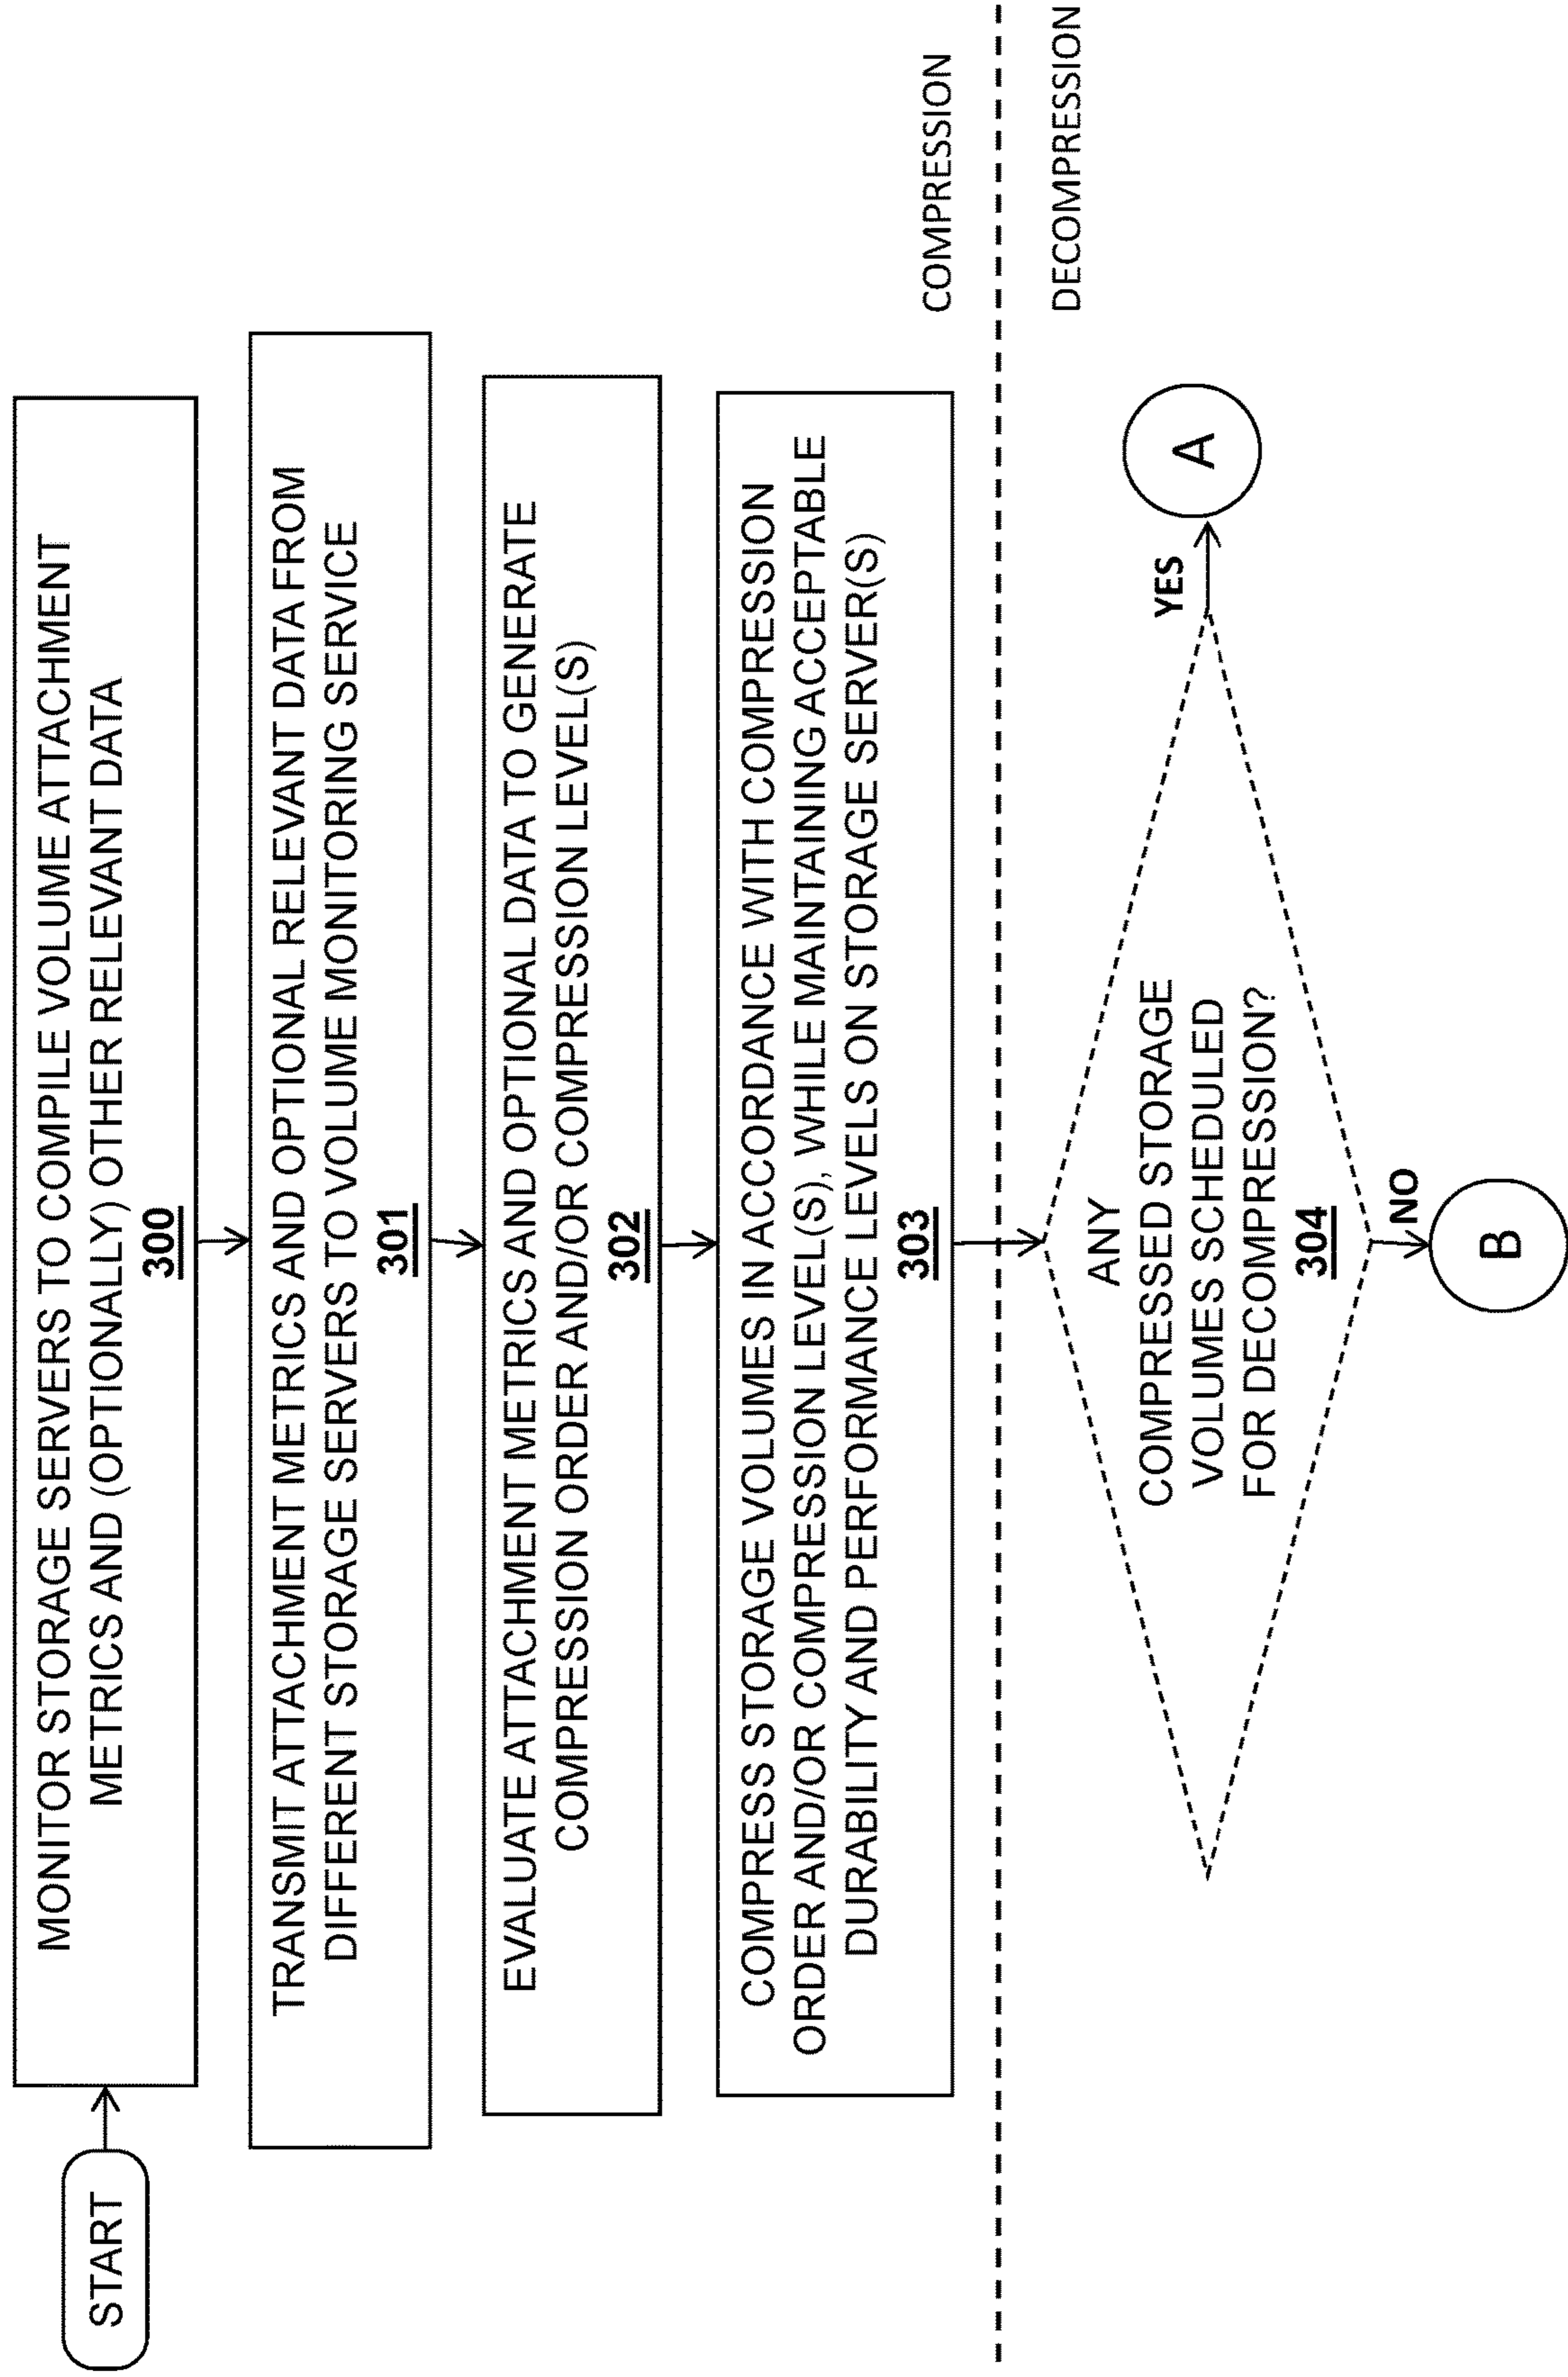 START
MONITOR STORAGE SERVERS TO COMPILE VOLUME ATTACHMENT
METRICS AND (OPTIONALLY) OTHER RELEVANT DATA
300
TRANSMIT ATTACHMENT METRICS AND OPTIONAL RELEVANT DATA FROM
DIFFERENT STORAGE SERVERS TO VOLUME MONITORING SERVICE
301
EVALUATE ATTACHMENT METRICS AND OPTIONAL DATA TO GENERATE
COMPRESSION ORDER AND/OR COMPRESSION LEVEL(S)
302
COMPRESS STORAGE VOLUMES IN ACCORDANCE WITH COMPRESSION
ORDER AND/OR COMPRESSION LEVEL(S), WHILE MAINTAINING ACCEPTABLE
DURABILITY AND PERFORMANCE LEVELS ON STORAGE SERVER(S)
303
COMPRESSION
DECOMPRESSION
ANY
COMPRESSED STORAGE
VOLUMES SCHEDULED
FOR DECOMPRESSION?
304
YES
A
NO
B